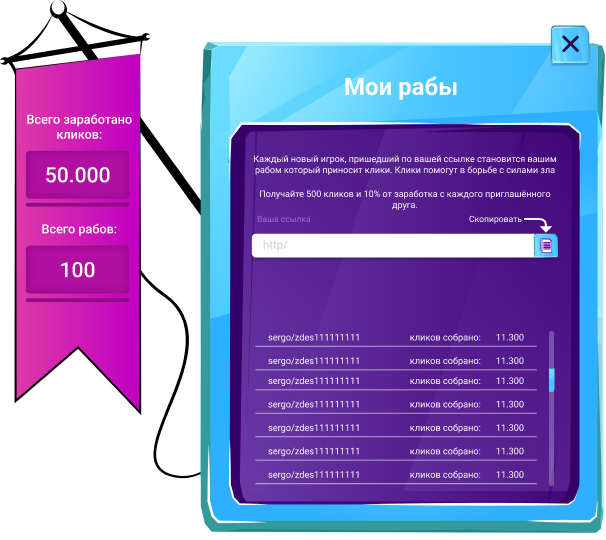 Всего заработано
кликов:
50.000
Всего рабов:
100
Мои рабы
Каждый новый игрок, пришедший по вашей ссылке становится вашим
рабом который приносит клики. Клики помогут в борьбе с силами зла
Получайте 500 кликов и 10% от заработка с каждого приглашённого
друга.
Ваша ссылка Скопировать
http/
sergo/zdes111111111 кликов собрано: 11.300
sergo/zdes111111111 кликов собрано: 11.300
sergo/zdes111111111 кликов собрано: 11.300
sergo/zdes111111111 кликов собрано: 11.300
sergo/zdes111111111 кликов собрано: 11.300
sergo/zdes111111111 кликов собрано: 11.300
sergo/zdes111111111 кликов собрано: 11.300